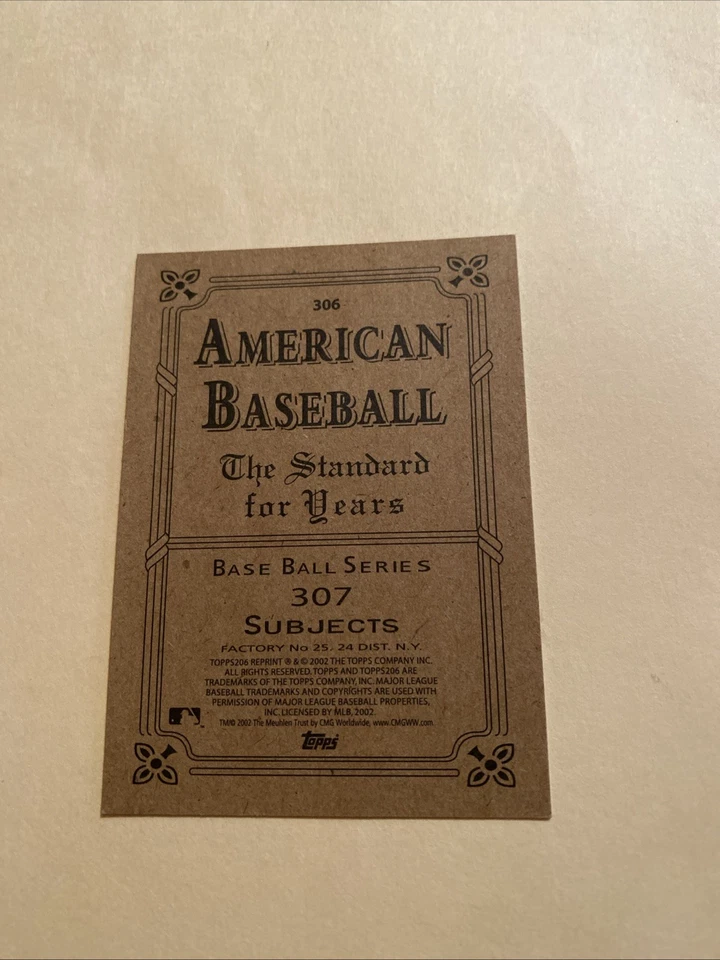 306
AMERICAN
BASEBALL
The Standard
for Years
BASE BALL SERIES
307
SUBJECTS
FACTORY No 25, 24 DIST. N.Y
TOPPS206 REPRINT ® & © 2002 THE TOPPS COMPANY INC.
ALL RIGHTS RESERVED. TOPPS AND TOPPS206 ARE
TRADEMARKS OF THE TOPPS COMPANY, INC. MAJOR LEAGUE
BASEBALL TRADEMARKS AND COPYRIGHTS ARE USED WITH
PERMISSION OF MAJOR LEAGUE BASEBALL PROPERTIES,
INC. LICENSED BY MLB, 2002.
TM/© 2002 The Meuhlen Trust by CMG Worldwide, www.CMGWW.com
topps